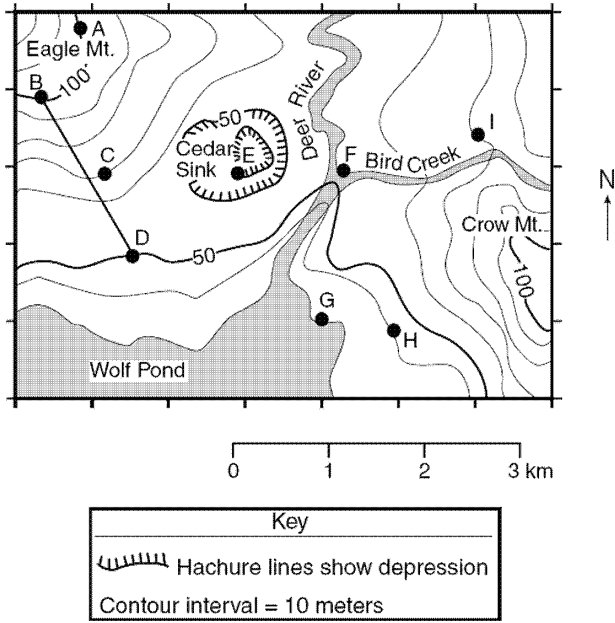 A
Eagle Mt.
B
100
50
Deer River
I
C
Cedar
Sink
E
F
Bird Creek
N
D
50
Crow Mt.
100
G
H
Wolf Pond
0 1 2 3 km
Key
Hachure lines show depression
Contour interval = 10 meters